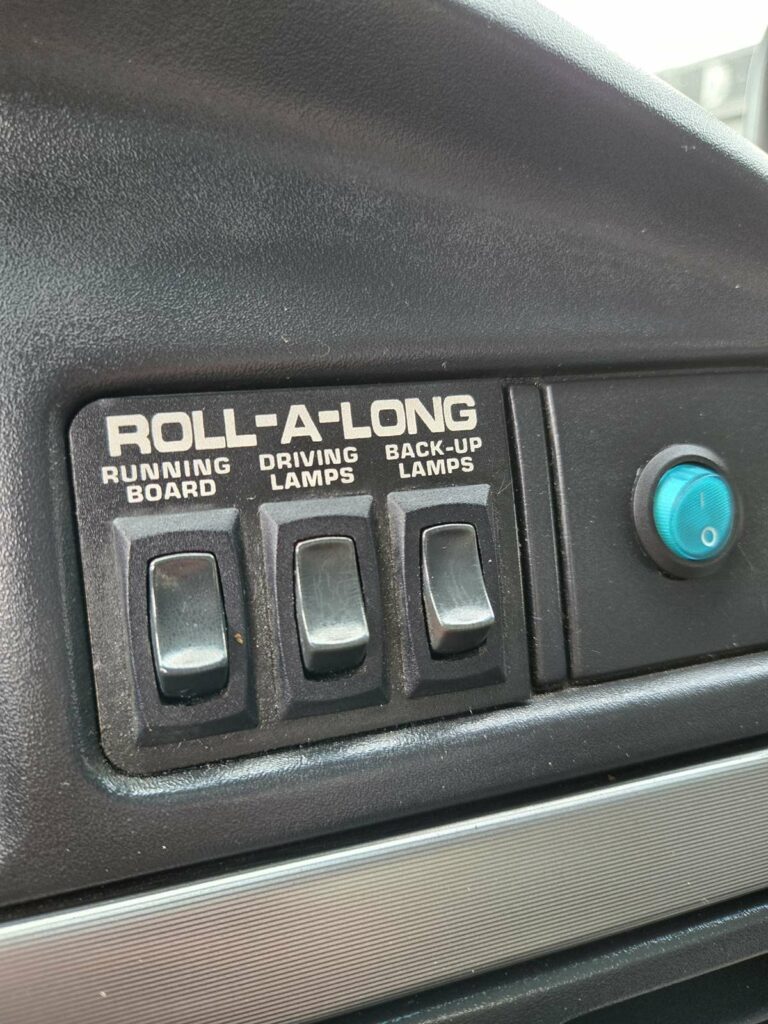 ROLL-A-LONG
RUNNING
BOARD
DRIVING
LAMPS
BACK-UP
LAMPS
I
O